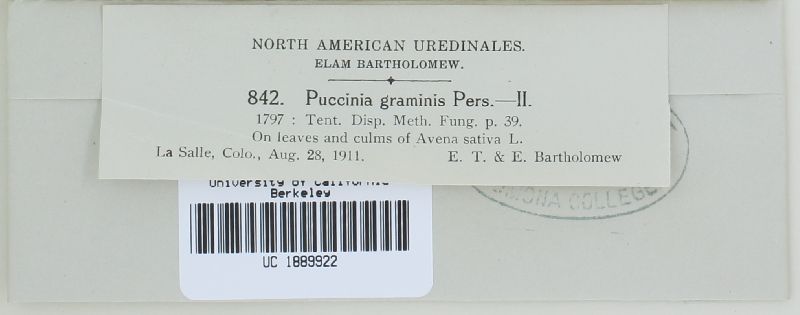 NORTH AMERICAN UREDINALES.
ELAM BARTHOLOMEW.
842. Puccinia graminis Pers.—II.
1797 : Tent. Disp. Meth. Fung. p. 39.
On leaves and culms of Avena sativa L.
La Salle, Colo., Aug. 28, 1911. E. T. & E. Bartholomew
University of California
Berkeley
UC 1889922
COLLEGE